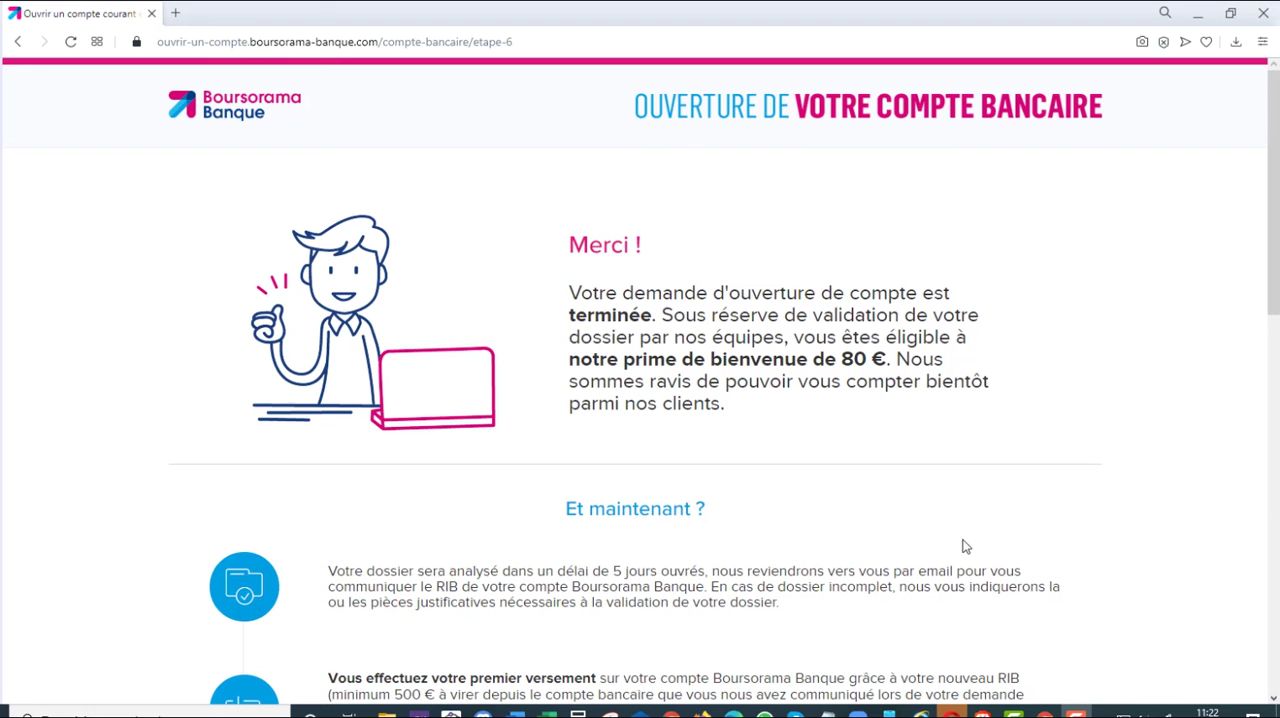 Ouvrir un compte courant
ouvrir-un-compte.boursorama-banque.com/compte-bancaire/etape-6
Boursorama
Banque
OUVERTURE DE VOTRE COMPTE BANCAIRE
Merci !
Votre demande d'ouverture de compte est
terminée. Sous réserve de validation de votre
dossier par nos équipes, vous êtes éligible à
notre prime de bienvenue de 80 €. Nous
sommes ravis de pouvoir vous compter bientôt
parmi nos clients.
Et maintenant ?
Votre dossier sera analysé dans un délai de 5 jours ouvrés, nous reviendrons vers vous par email pour vous
communiquer le RIB de votre compte Boursorama Banque. En cas de dossier incomplet, nous vous indiquerons la
ou les pièces justificatives nécessaires à la validation de votre dossier.
Vous effectuez votre premier versement sur votre compte Boursorama Banque grâce à votre nouveau RIB
(minimum 500 € à virer depuis le compte bancaire que vous nous avez communiqué lors de votre demande
11:22